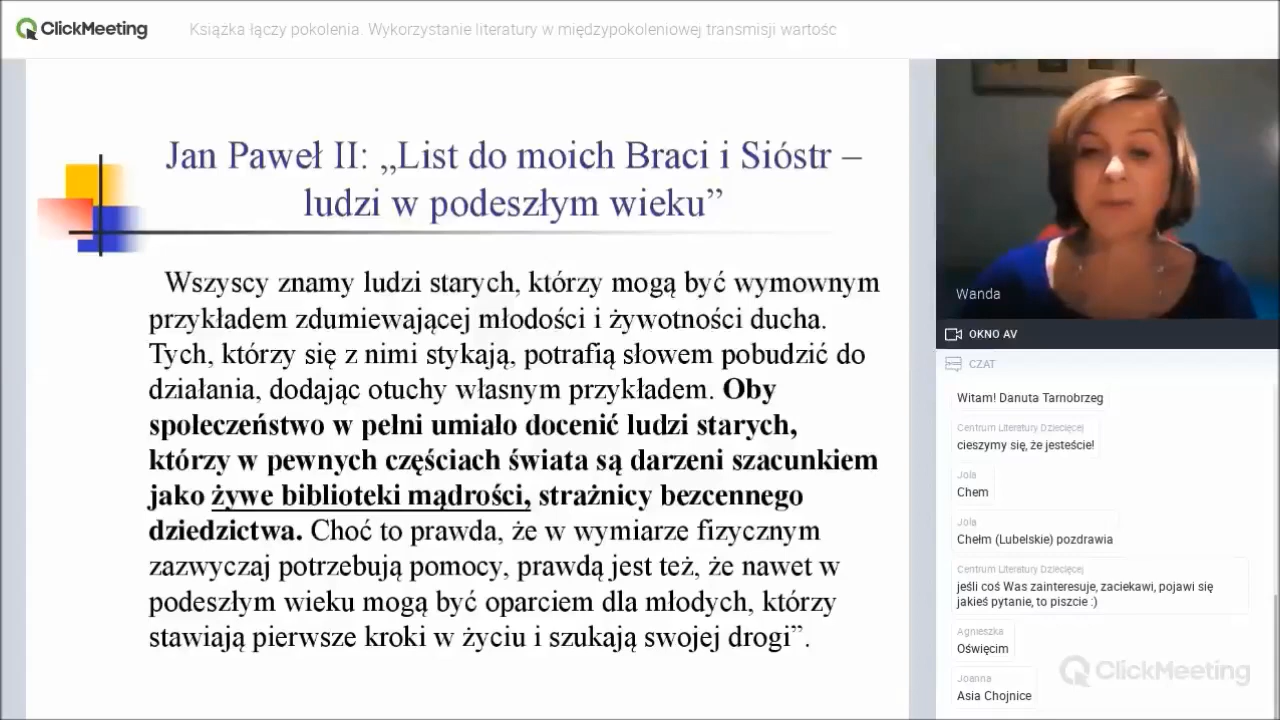 ClickMeeting
Książka łączy pokolenia. Wykorzystanie literatury w międzypokoleniowej transmisji wartośc
Jan Paweł II: „List do moich Braci i Sióstr –
ludzi w podeszłym wieku”
Wszyscy znamy ludzi starych, którzy mogą być wymownym
przykładem zdumiewającej młodości i żywotności ducha.
Tych, którzy się z nimi stykają, potrafią słowem pobudzić do
działania, dodając otuchy własnym przykładem. Oby
społeczeństwo w pełni umiało docenić ludzi starych,
którzy w pewnych częściach świata są darzeni szacunkiem
jako żywe biblioteki mądrości, strażnicy bezcennego
dziedzictwa. Choć to prawda, że w wymiarze fizycznym
zazwyczaj potrzebują pomocy, prawdą jest też, że nawet w
podeszłym wieku mogą być oparciem dla młodych, którzy
stawiają pierwsze kroki w życiu i szukają swojej drogi”.
Wanda
OKNO AV
CZAT
Witam! Danuta Tarnobrzeg
Centrum Literatury Dziecięcej
cieszymy się, że jesteście!
Jola
Chem
Jola
Chełm (Lubelskie) pozdrawia
Centrum Literatury Dziecięcej
jeśli coś Was zainteresuje, zaciekawi, pojawi się
jakieś pytanie, to piszcie :)
Agnieszka
Oświęcim
Joanna
Asia Chojnice
ClickMeeting